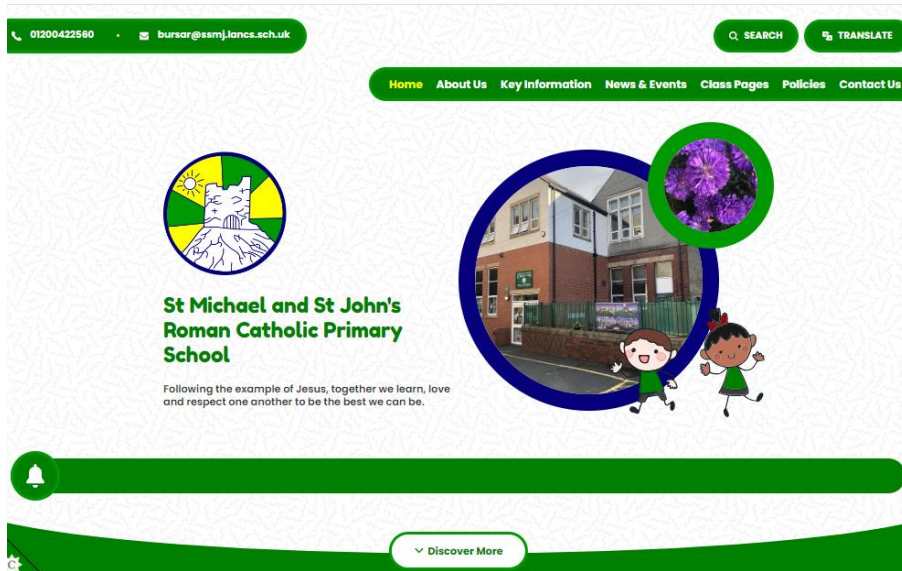 01200422560 · bursar@ssmj.lancs.sch.uk
SEARCH
TRANSLATE
Home About Us Key Information News & Events Class Pages Policies Contact Us
St Michael and St John's
Roman Catholic Primary
School
Following the example of Jesus, together we learn, love
and respect one another to be the best we can be.
Discover More